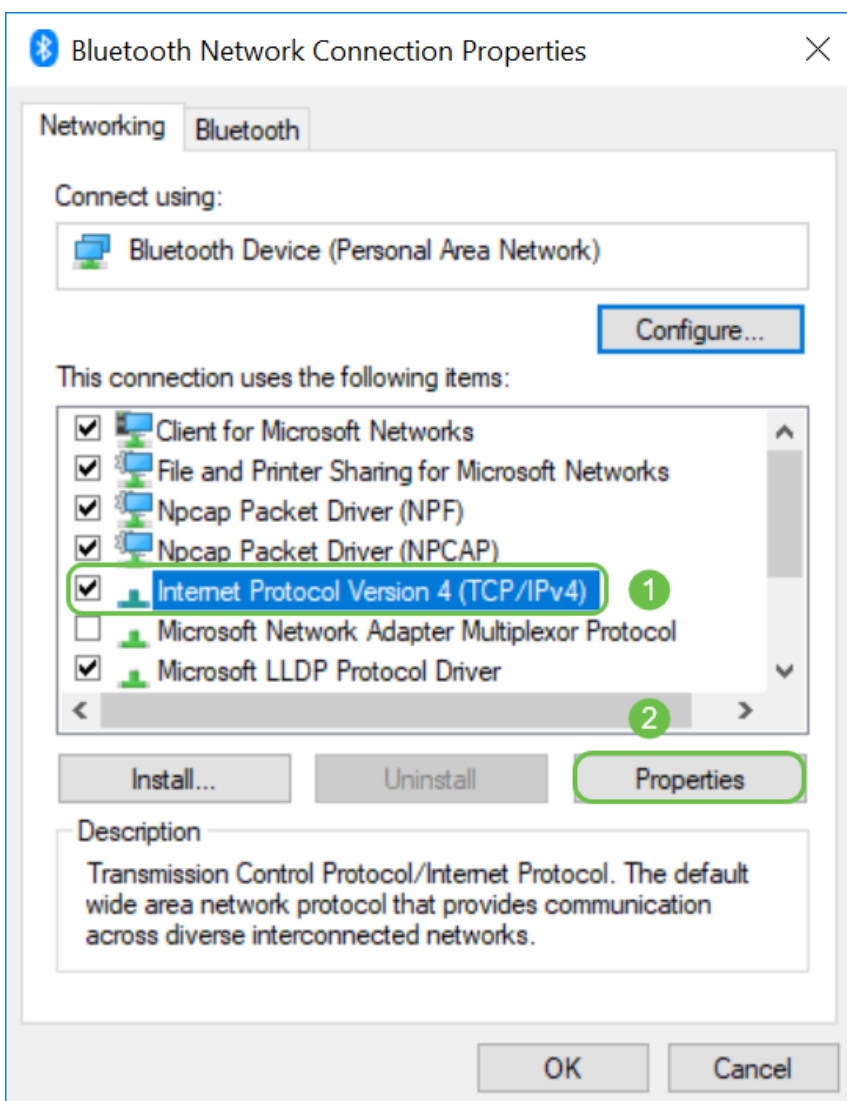 Bluetooth Network Connection Properties
Networking
Bluetooth
Connect using:
Bluetooth Device (Personal Area Network)
Configure...
This connection uses the following items:
Client for Microsoft Networks
File and Printer Sharing for Microsoft Networks
Npcap Packet Driver (NPF)
Npcap Packet Driver (NPCAP)
Internet Protocol Version 4 (TCP/IPv4)
1
Microsoft Network Adapter Multiplexor Protocol
Microsoft LLDP Protocol Driver
2
Install...
Uninstall
Properties
Description
Transmission Control Protocol/Internet Protocol. The default
wide area network protocol that provides communication
across diverse interconnected networks.
OK
Cancel